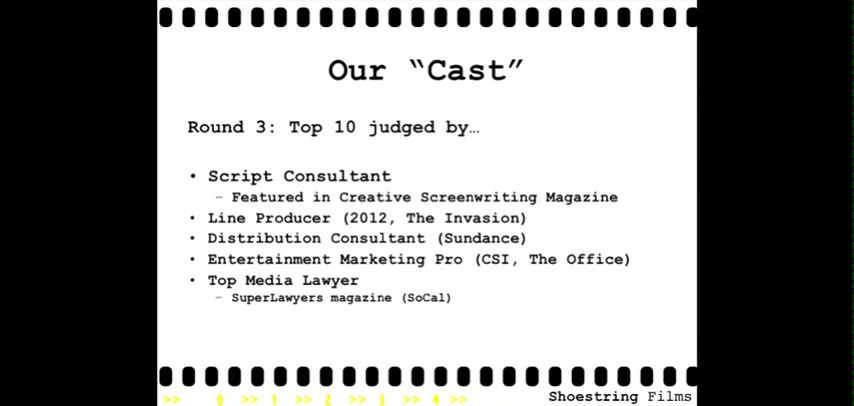 Our “Cast”
Round 3: Top 10 judged by…
• Script Consultant
– Featured in Creative Screenwriting Magazine
• Line Producer (2012, The Invasion)
• Distribution Consultant (Sundance)
• Entertainment Marketing Pro (CSI, The Office)
• Top Media Lawyer
– SuperLawyers magazine (SoCal)
>> 0 >> 1 >> 2 >> 3 >> 4 >>
Shoestring Films